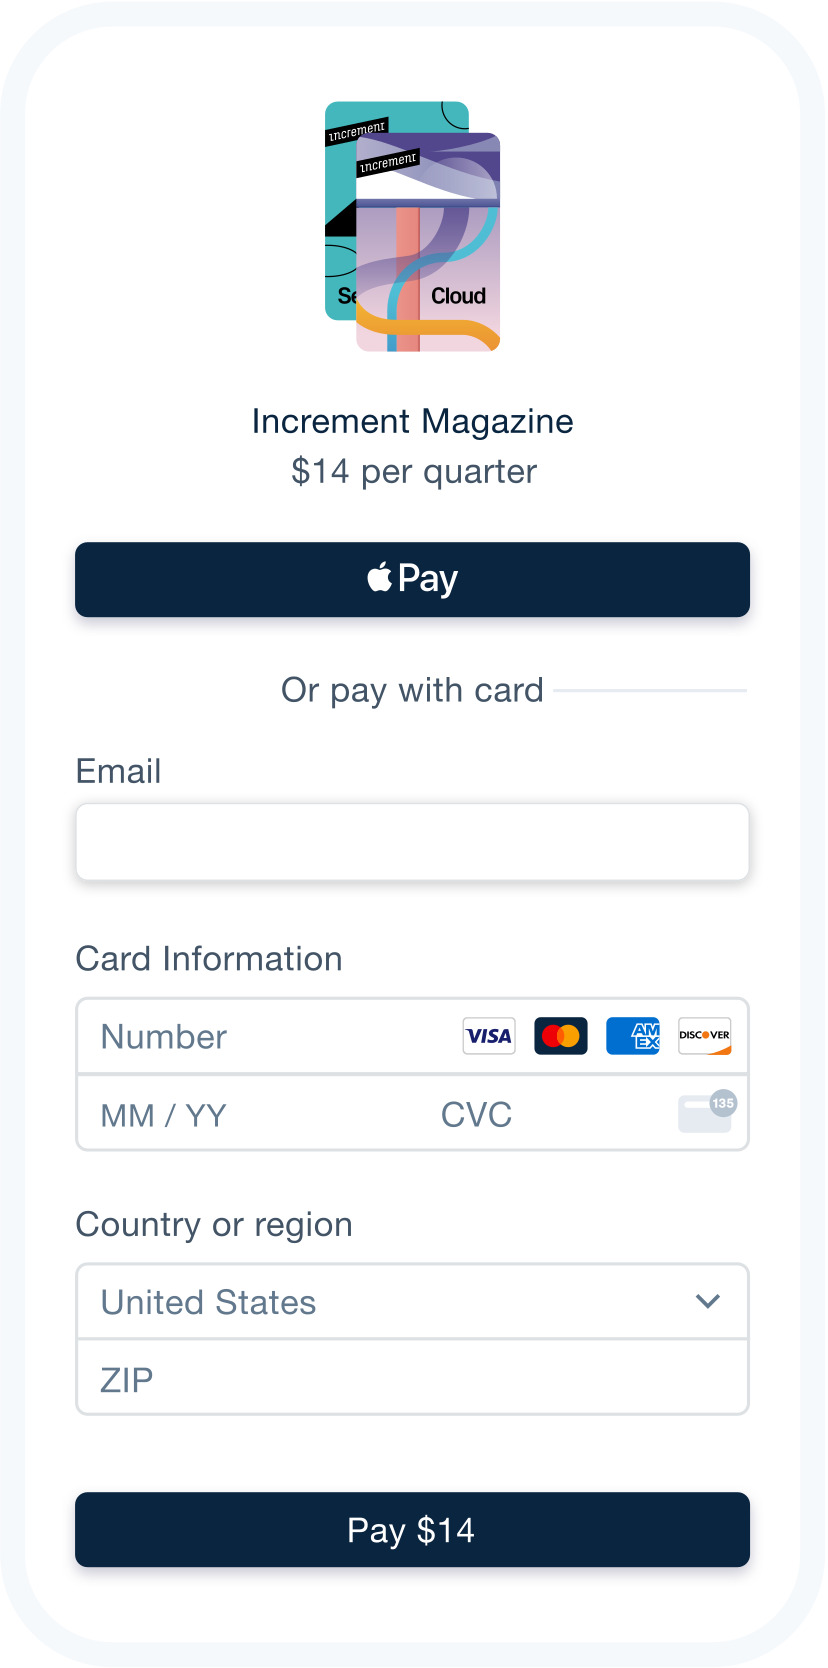 increment
increment
Se
Cloud
Increment Magazine
$14 per quarter
Pay
Or pay with card
Email
Card Information
Number
VISA
AM
EX
DISCOVER
MM / YY
CVC
135
Country or region
United States
ZIP
Pay $14